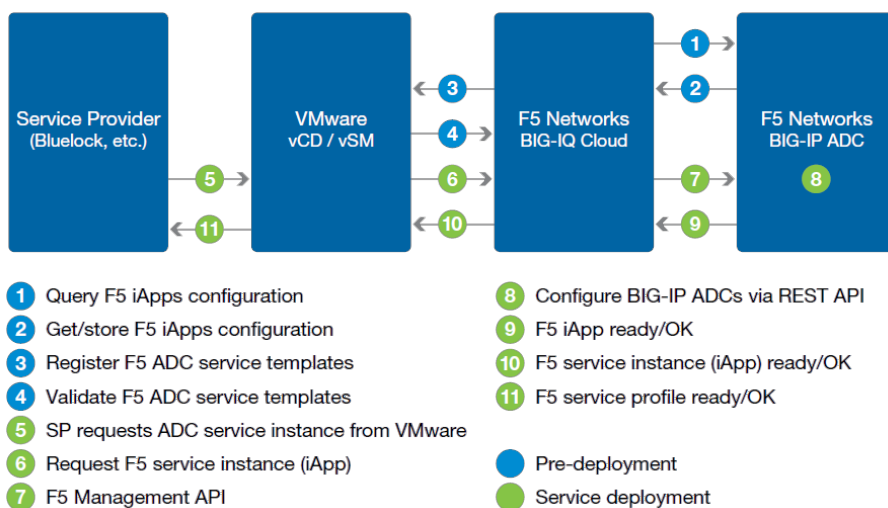 Service Provider
(Bluelock, etc.)
VMware
vCD / vSM
F5 Networks
BIG-IQ Cloud
F5 Networks
BIG-IP ADC
1
2
3
4
5
6
7
8
9
10
11
1 Query F5 iApps configuration
2 Get/store F5 iApps configuration
3 Register F5 ADC service templates
4 Validate F5 ADC service templates
5 SP requests ADC service instance from VMware
6 Request F5 service instance (iApp)
7 F5 Management API
8 Configure BIG-IP ADCs via REST API
9 F5 iApp ready/OK
10 F5 service instance (iApp) ready/OK
11 F5 service profile ready/OK
Pre-deployment
Service deployment